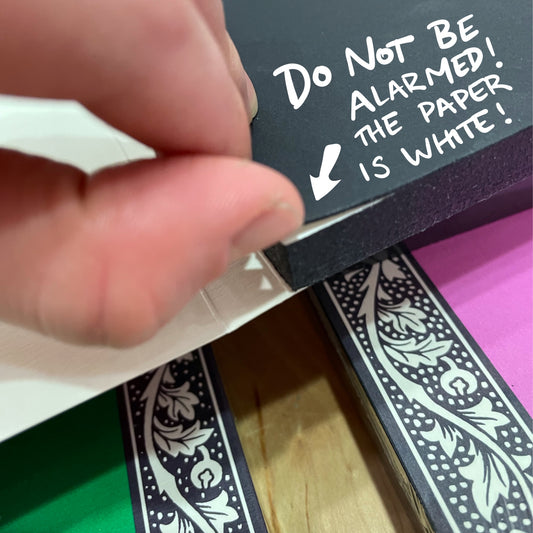 DO NOT BE
ALARMED!
THE PAPER
IS WHITE!